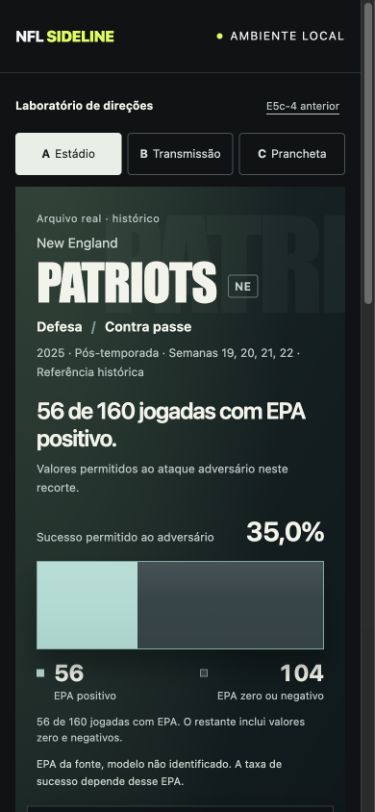 NFL SIDELINE
AMBIENTE LOCAL
Laboratório de direções
E5c-4 anterior
A Estádio
B Transmissão
C Prancheta
Arquivo real · histórico
New England
PATRIOTS NE
Defesa / Contra passe
2025 · Pós-temporada · Semanas 19, 20, 21, 22 ·
Referência histórica
56 de 160 jogadas com EPA
positivo.
Valores permitidos ao ataque adversário neste
recorte.
Sucesso permitido ao adversário 35,0%
56
EPA positivo
104
EPA zero ou negativo
56 de 160 jogadas com EPA. O restante inclui valores
zero e negativos.
EPA da fonte, modelo não identificado. A taxa de
sucesso depende desse EPA.